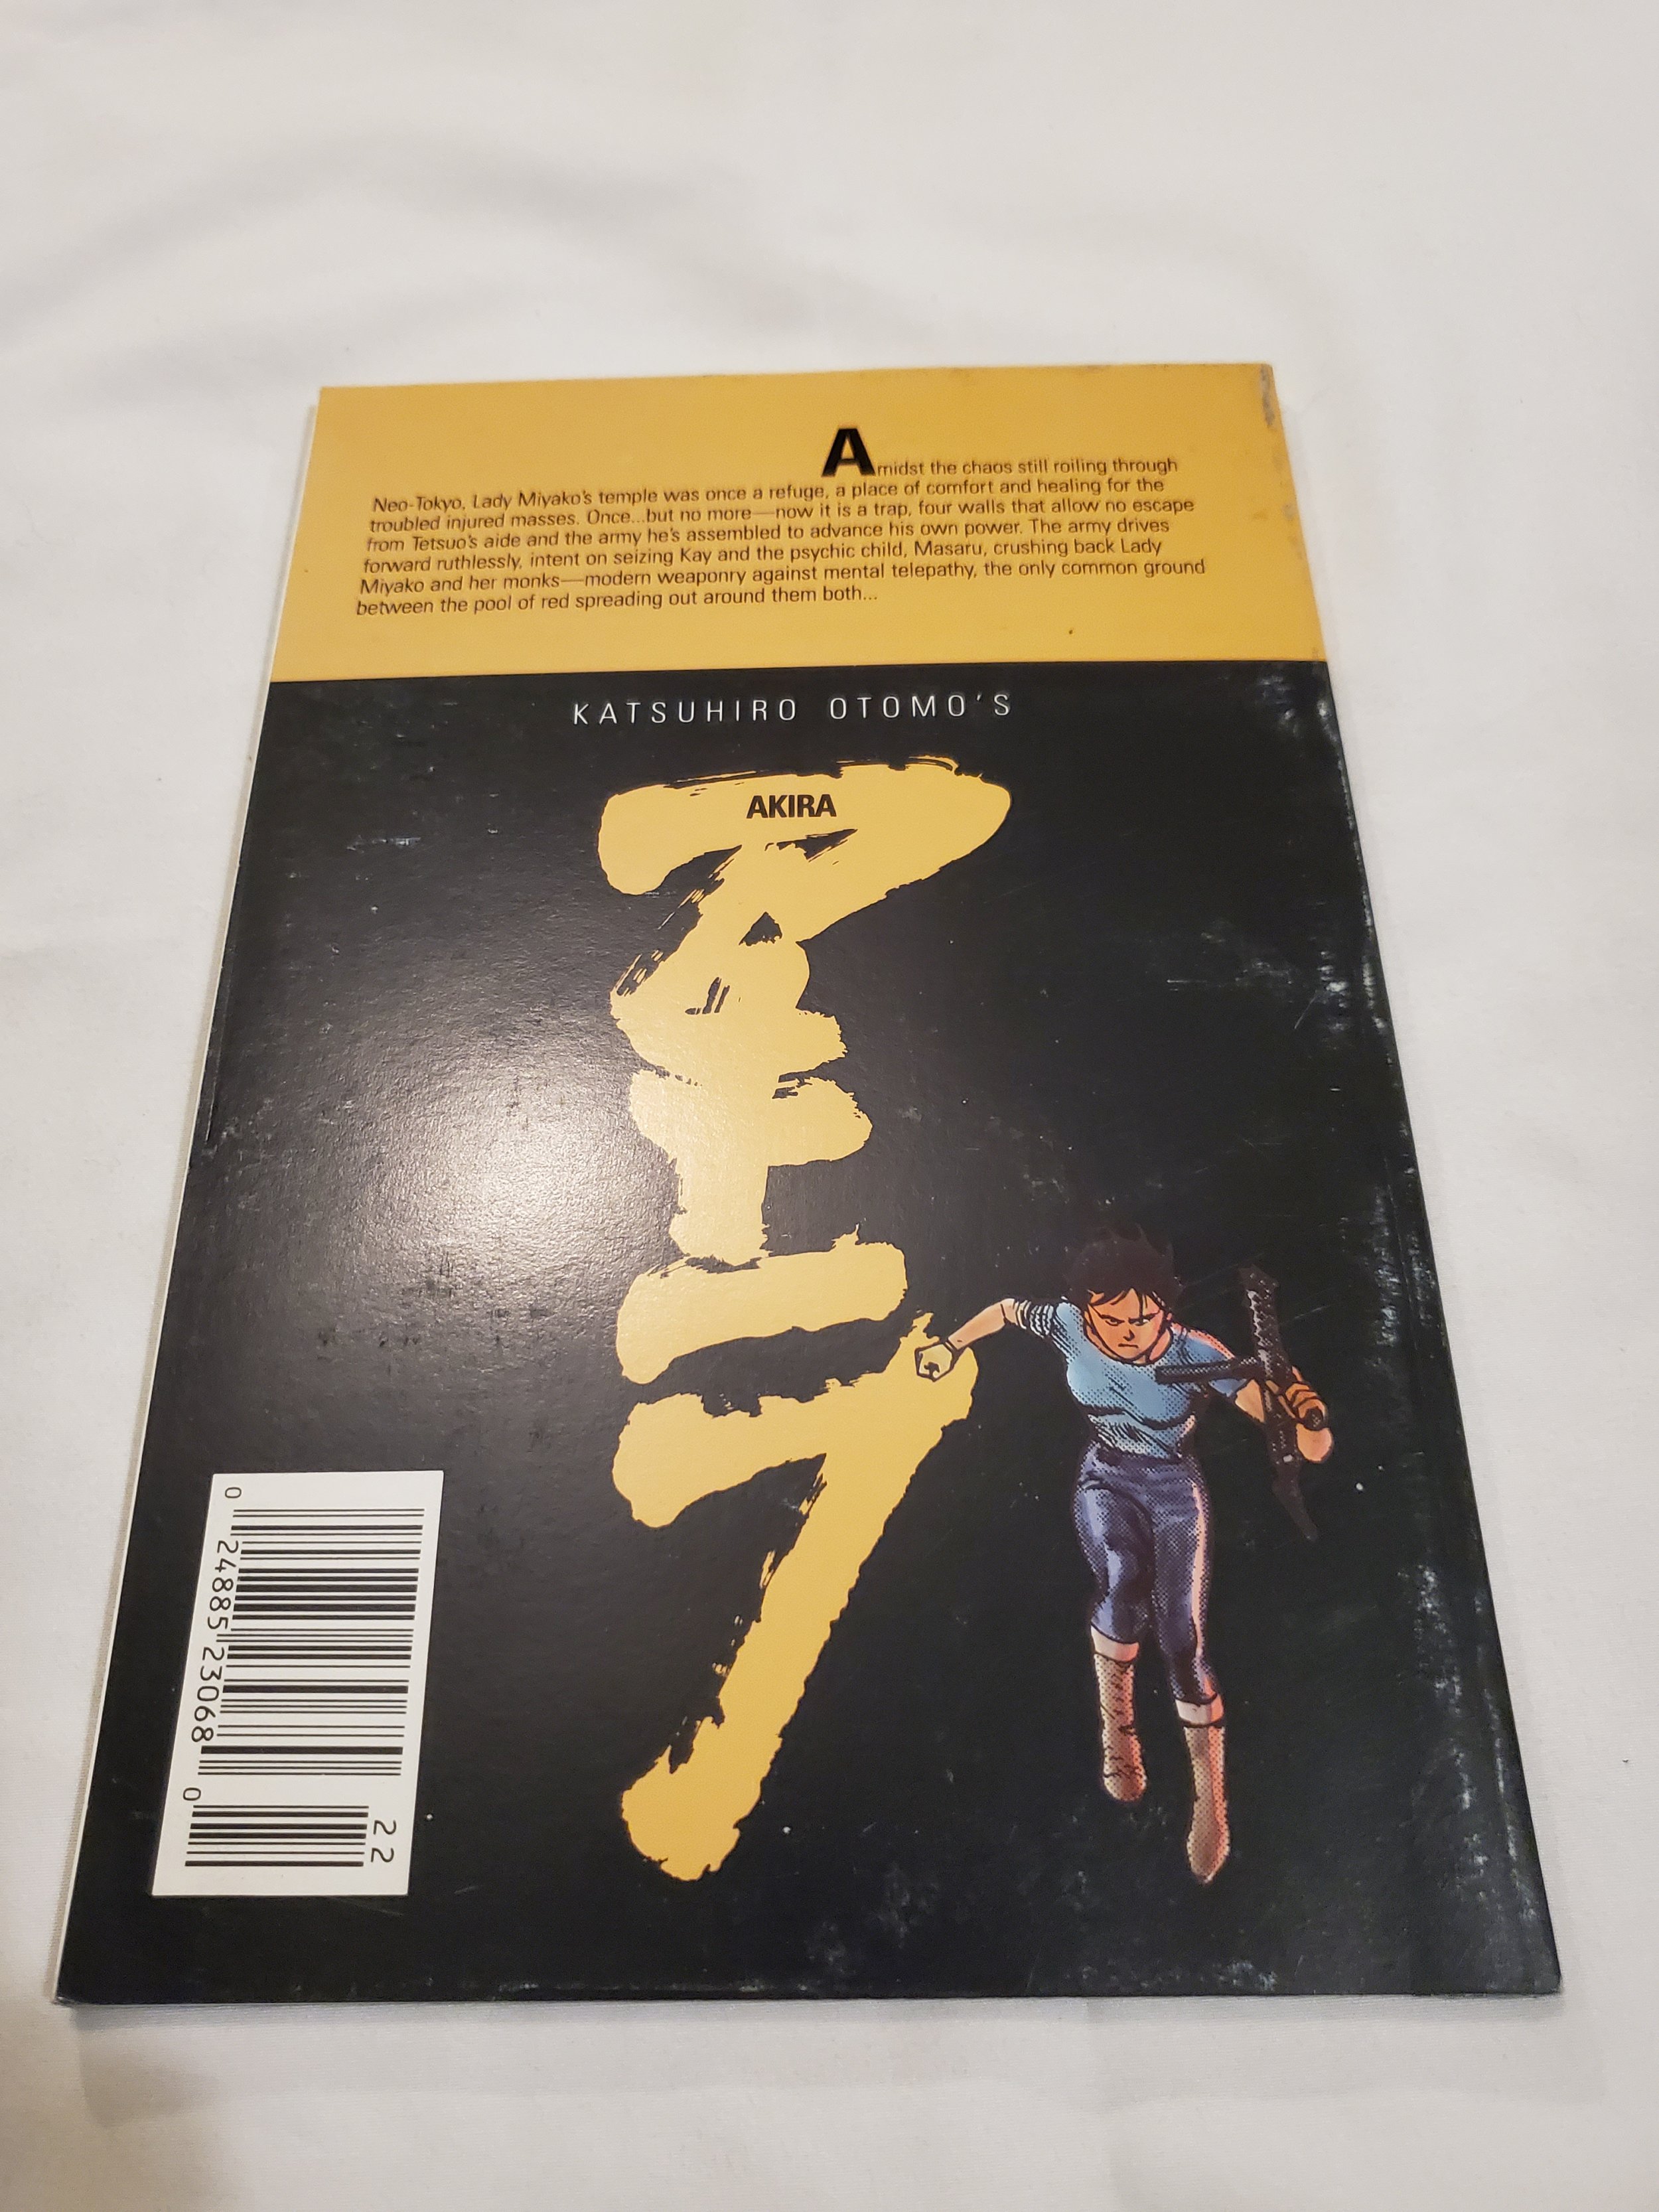 Amidst the chaos still roiling through
Neo-Tokyo, Lady Miyako's temple was once a refuge, a place of comfort and healing for the
troubled injured masses. Once...but no more—now it is a trap, four walls that allow no escape
from Tetsuo's aide and the army he's assembled to advance his own power. The army drives
forward ruthlessly, intent on seizing Kay and the psychic child, Masaru, crushing back Lady
Miyako and her monks—modern weaponry against mental telepathy, the only common ground
between the pool of red spreading out around them both...
KATSUHIRO OTOMO'S
AKIRA
アキラ
0 24885 23068 0
22